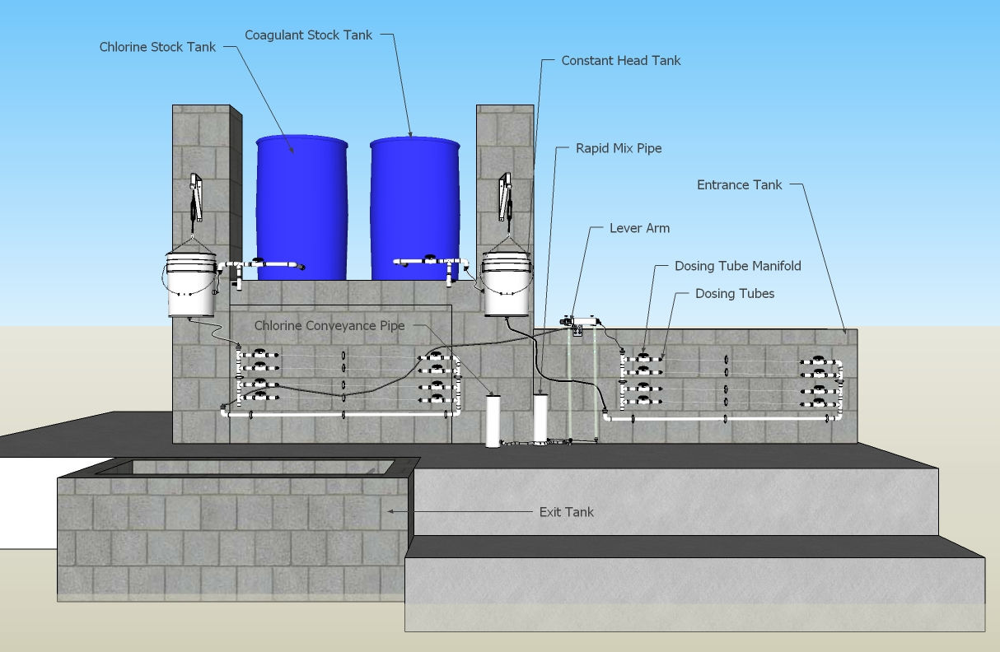 Coagulant Stock Tank
Chlorine Stock Tank
Constant Head Tank
Rapid Mix Pipe
Entrance Tank
Lever Arm
Dosing Tube Manifold
Dosing Tubes
Chlorine Conveyance Pipe
Exit Tank